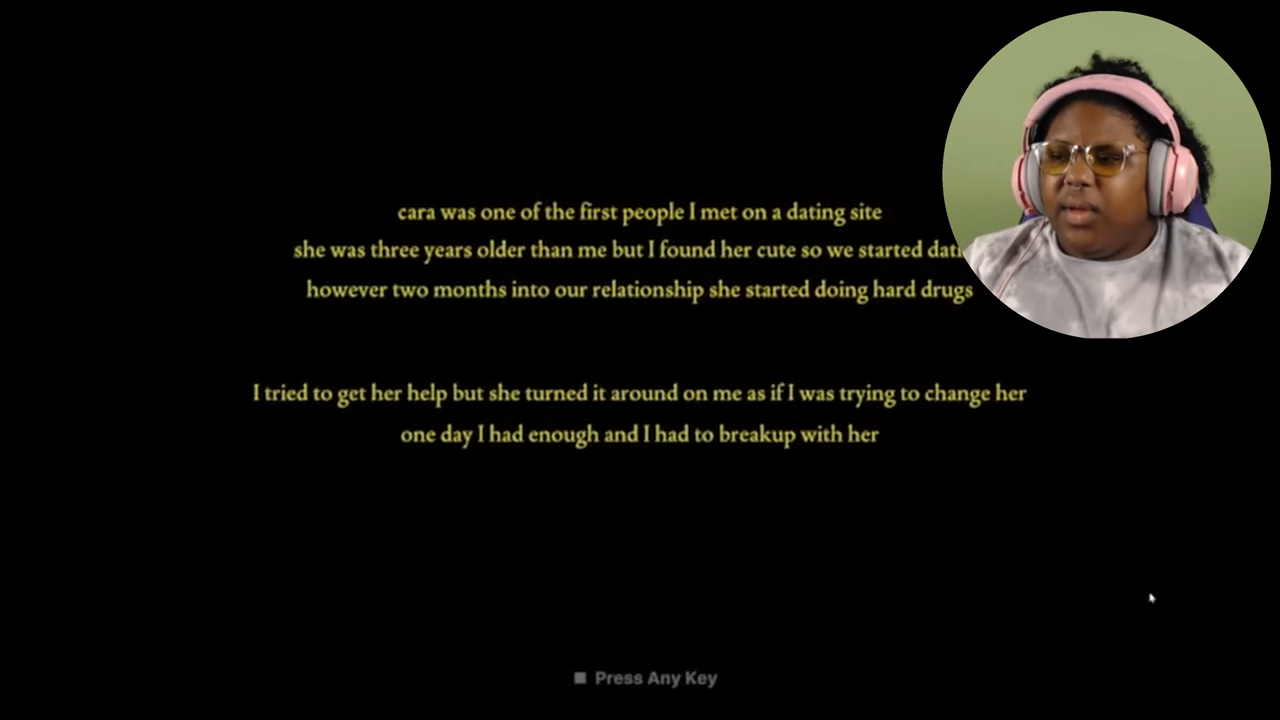 cara was one of the first people I met on a dating site
she was three years older than me but I found her cute so we started
however two months into our relationship she started doing hard drugs
I tried to get her help but she turned it around on me as if I was trying to change her
one day I had enough and I had to breakup with her
Press Any Key